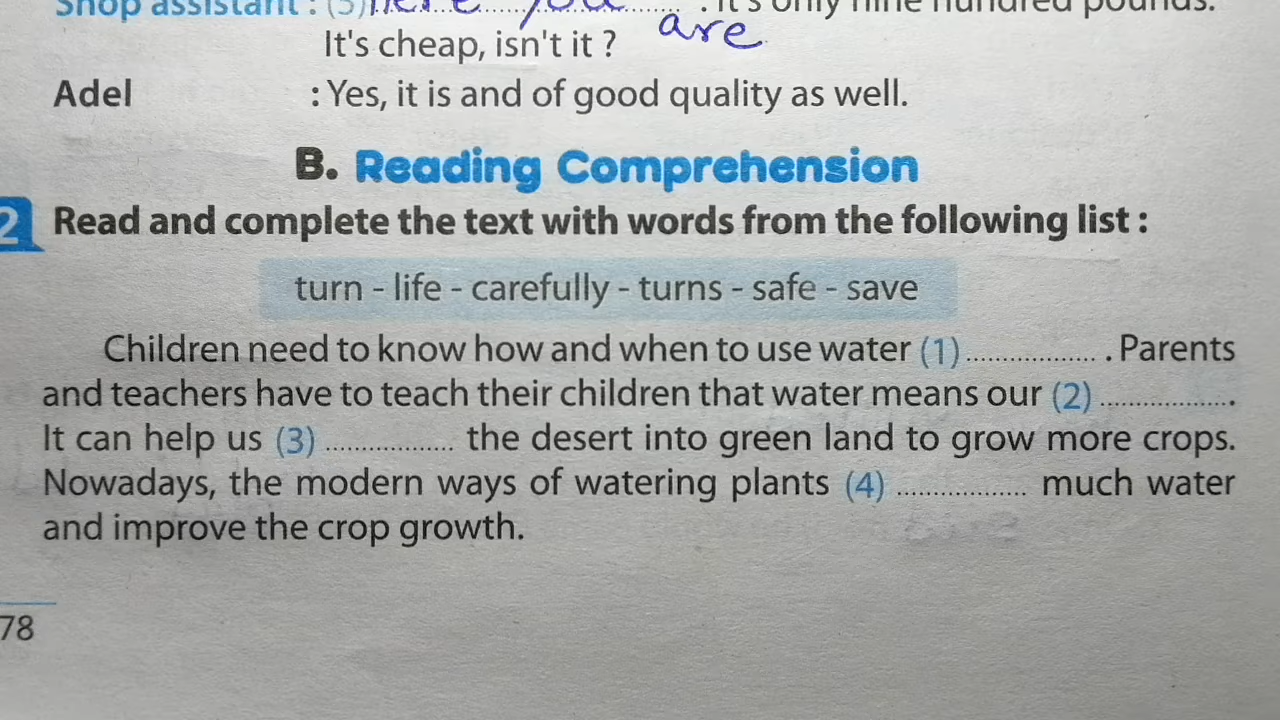 Shop assistant : (5) Here you ............ . It's only nine hundred pounds.
are
It's cheap, isn't it ?
Adel : Yes, it is and of good quality as well.
B. Reading Comprehension
2 Read and complete the text with words from the following list :
turn - life - carefully - turns - safe - save
Children need to know how and when to use water (1) .................. . Parents
and teachers have to teach their children that water means our (2) ..................
It can help us (3) .................. the desert into green land to grow more crops.
Nowadays, the modern ways of watering plants (4) .................. much water
and improve the crop growth.
78